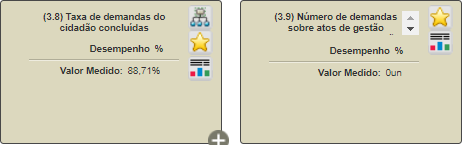 (3.8) Taxa de demandas do
cidadão concluídas
Desempenho %
Valor Medido: 88,71%
(3.9) Número de demandas
sobre atos de gestão
Desempenho %
Valor Medido: 0un